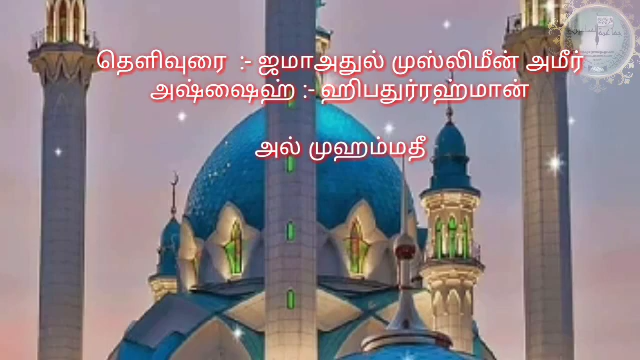 தெளிவுரை :- ஜமாஅதுல் முஸ்லிமீன் அமீர்
அஷ்ஷைஹ் :- ஹிபதுர்ரஹ்மான்
அல் முஹம்மதீ